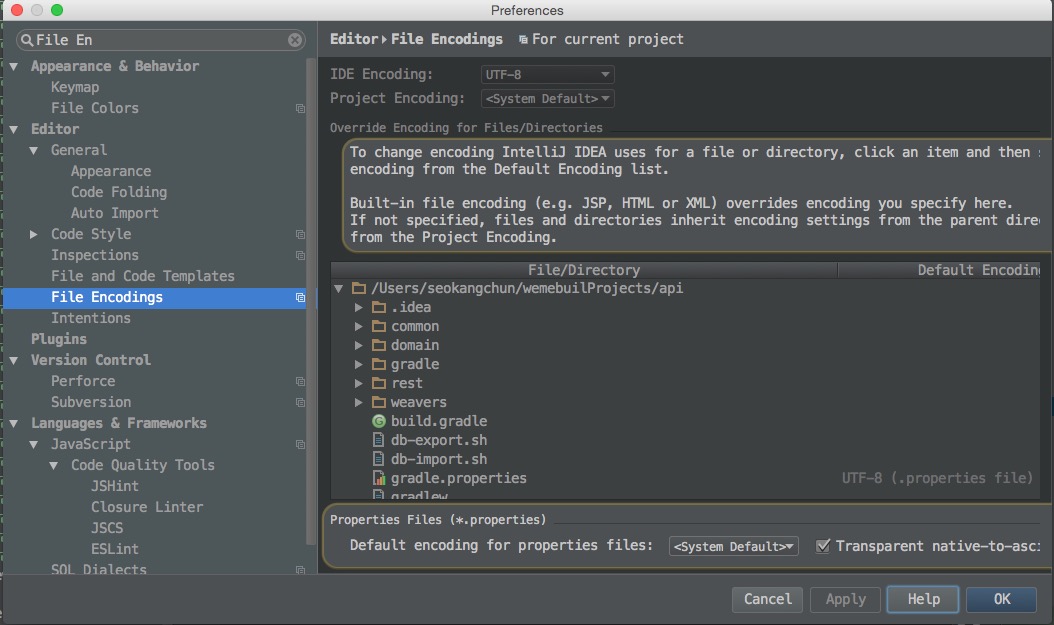 Preferences
File En
Editor ▸ File Encodings For current project
Appearance & Behavior
Keymap
File Colors
Editor
General
Appearance
Code Folding
Auto Import
Code Style
Inspections
File and Code Templates
File Encodings
Intentions
Plugins
Version Control
Perforce
Subversion
Languages & Frameworks
JavaScript
Code Quality Tools
JSHint
Closure Linter
JSCS
ESLint
SQL Dialects
IDE Encoding: UTF-8
Project Encoding: <System Default>
Override Encoding for Files/Directories
To change encoding IntelliJ IDEA uses for a file or directory, click an item and then
encoding from the Default Encoding list.
Built-in file encoding (e.g. JSP, HTML or XML) overrides encoding you specify here.
If not specified, files and directories inherit encoding settings from the parent dire
from the Project Encoding.
File/Directory Default Encoding
/Users/seokangchun/wemebuilProjects/api
.idea
common
domain
gradle
rest
weavers
build.gradle
db-export.sh
db-import.sh
gradle.properties UTF-8 (.properties file)
gradlew
Properties Files (*.properties)
Default encoding for properties files: <System Default> Transparent native-to-asci
Cancel Apply Help OK